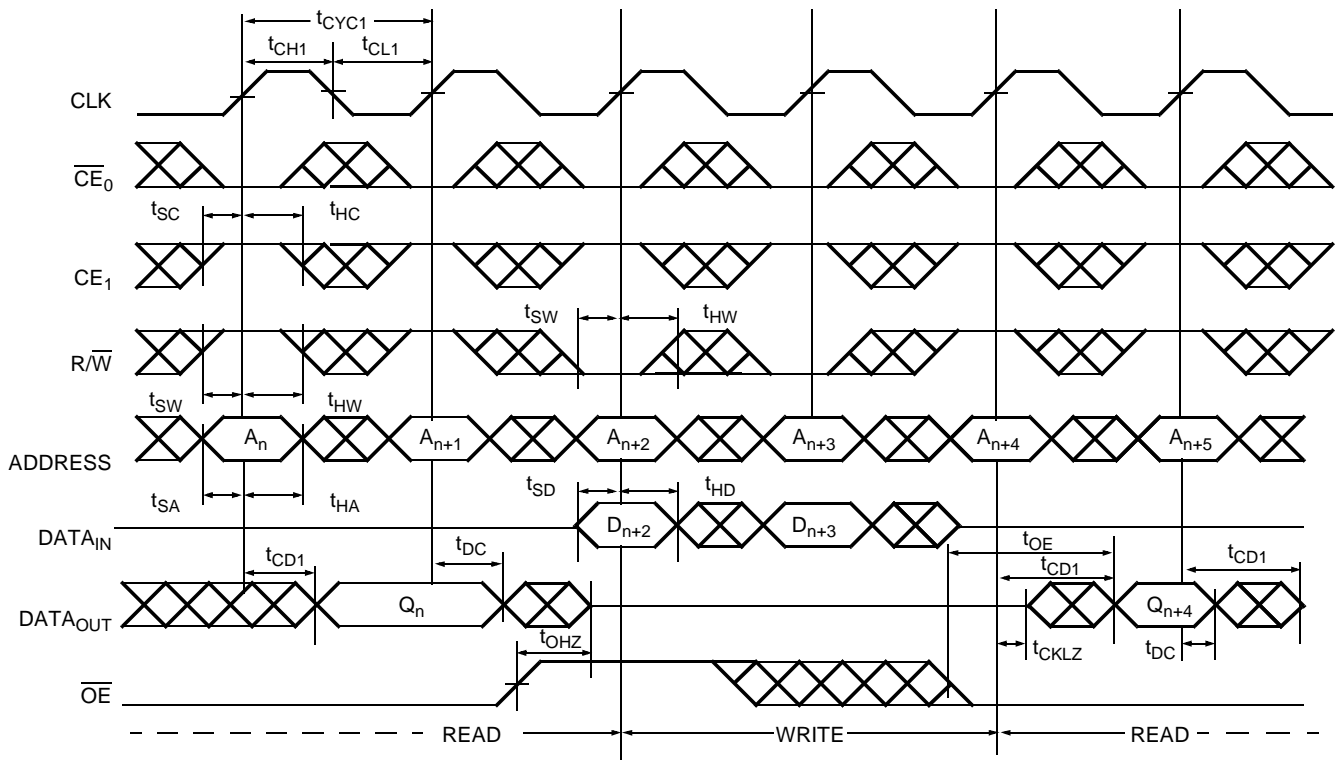 tCYC1
tCH1 tCL1
CLK
CE0
tSC tHC
CE1
tSW tHW
R/W
tSW tHW
An An+1 An+2 An+3 An+4 An+5
ADDRESS
tSA tHA tSD tHD
Dn+2 Dn+3
DATAIN
tOE
tCD1 tDC tCD1 tCD1
Qn Qn+4
DATAOUT
tOHZ tCKLZ tDC
OE
READ WRITE READ